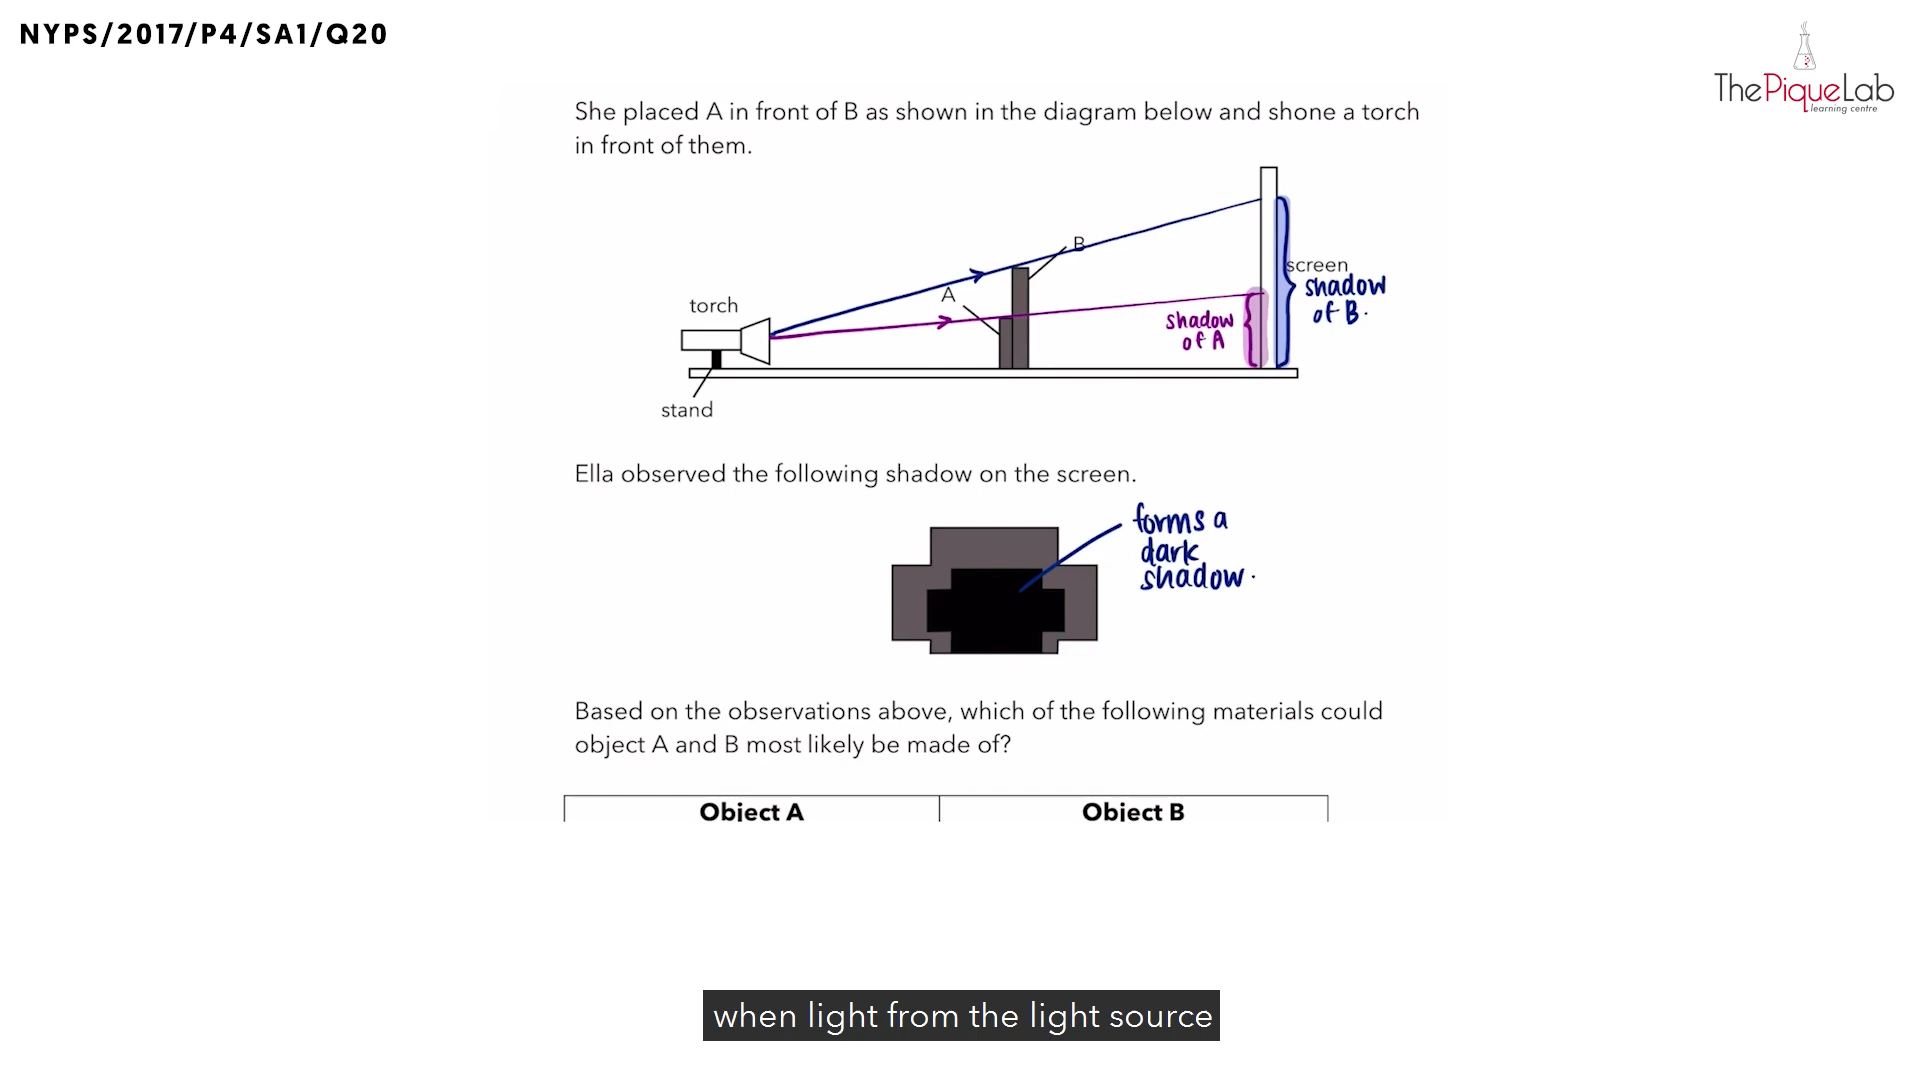 NYPS/2017/P4/SA1/Q20
ThePiqueLab
learning centre
She placed A in front of B as shown in the diagram below and shone a torch
in front of them.
B
A
torch
screen
shadow
of B.
shadow
of A
stand
Ella observed the following shadow on the screen.
forms a
dark
shadow.
Based on the observations above, which of the following materials could
object A and B most likely be made of?
Object A
Object B
when light from the light source